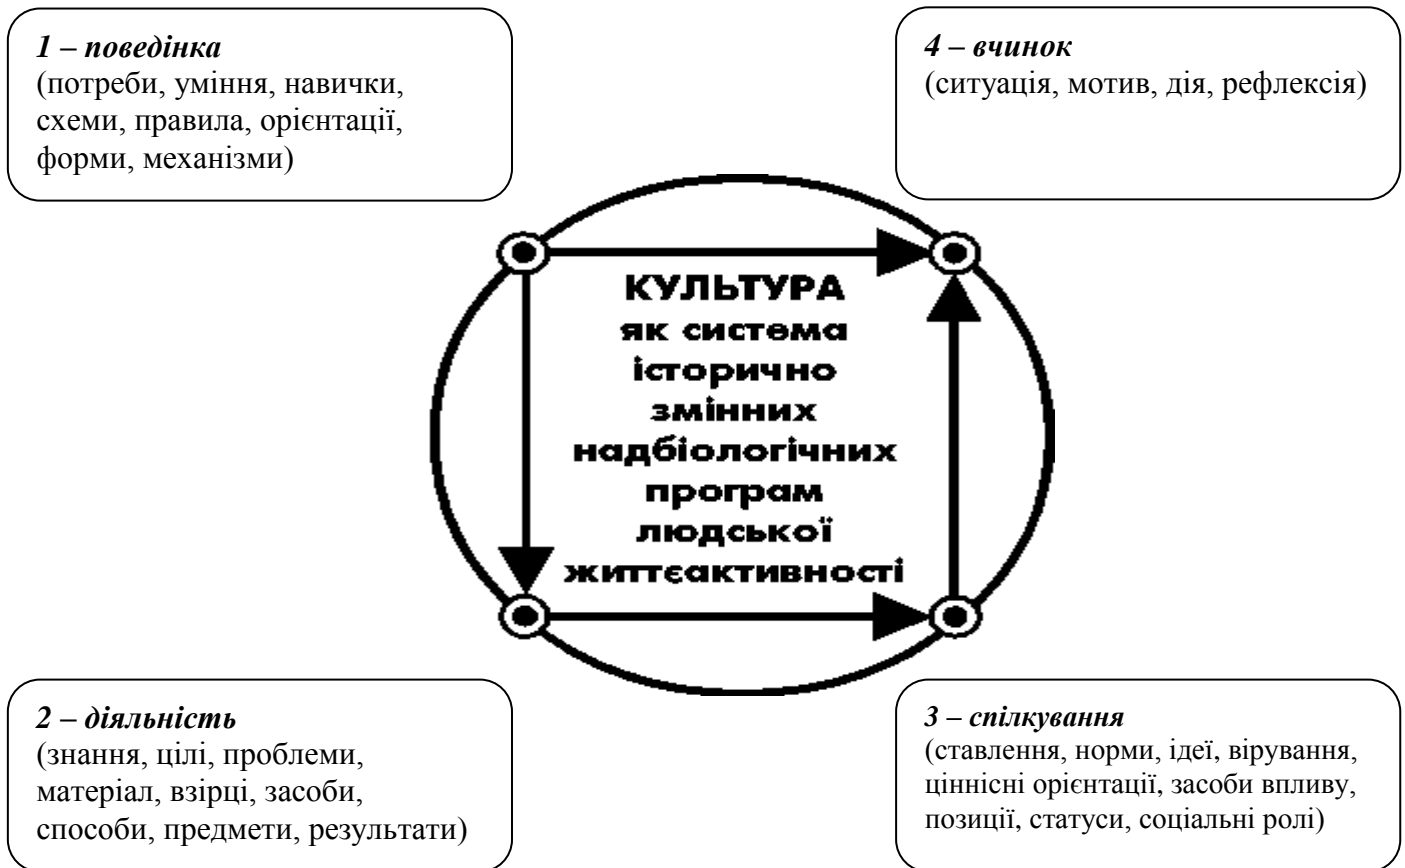 1 – поведінка
(потреби, уміння, навички,
схеми, правила, орієнтації,
форми, механізми)
4 – вчинок
(ситуація, мотив, дія, рефлексія)
КУЛЬТУРА
як система
історично
змінних
надбіологічних
програм
людської
життєактивності
2 – діяльність
(знання, цілі, проблеми,
матеріал, взірці, засоби,
способи, предмети, результати)
3 – спілкування
(ставлення, норми, ідеї, вірування,
ціннісні орієнтації, засоби впливу,
позиції, статуси, соціальні ролі)